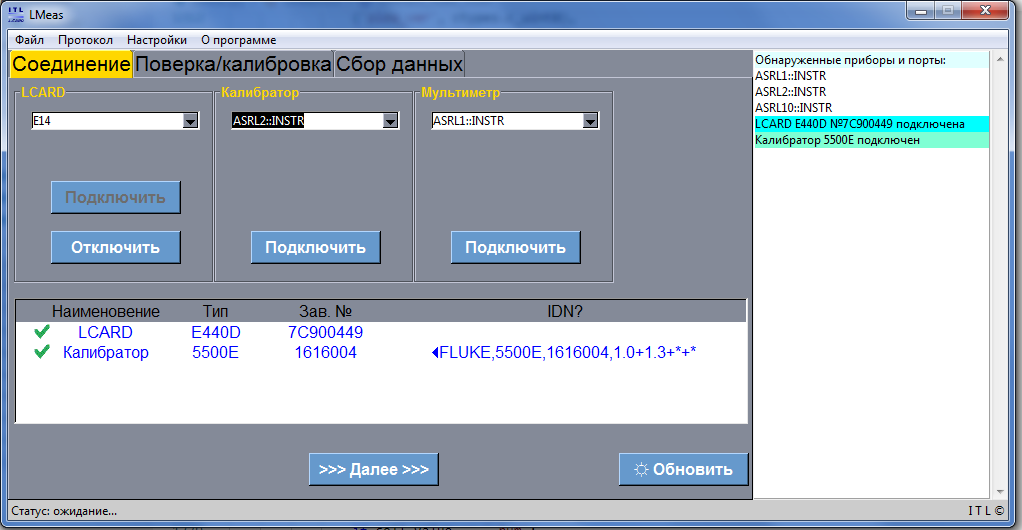 ITL LMeas
Файл Протокол Настройки О программе
Соединение Поверка/калибровка Сбор данных
LCARD Калибратор Мультиметр
E14 ASRL2::INSTR ASRL1::INSTR
Подключить
Отключить Подключить Подключить
Наименовение Тип Зав. № IDN?
LCARD E440D 7C900449
Калибратор 5500E 1616004 FLUKE,5500E,1616004,1.0+1.3+*+*
>>> Далее >>> Обновить
Обнаруженные приборы и порты:
ASRL1::INSTR
ASRL2::INSTR
ASRL10::INSTR
LCARD E440D №7C900449 подключена
Калибратор 5500E подключен
Статус: ожидание... I T L ©